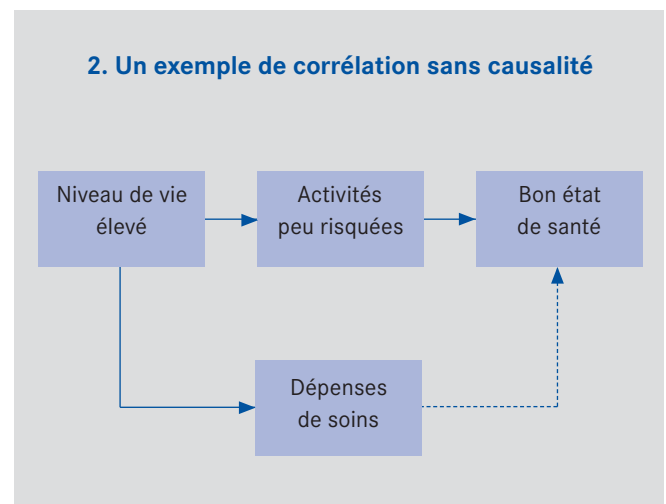 2. Un exemple de corrélation sans causalité
Niveau de vie
élevé
Activités
peu risquées
Bon état
de santé
Dépenses
de soins